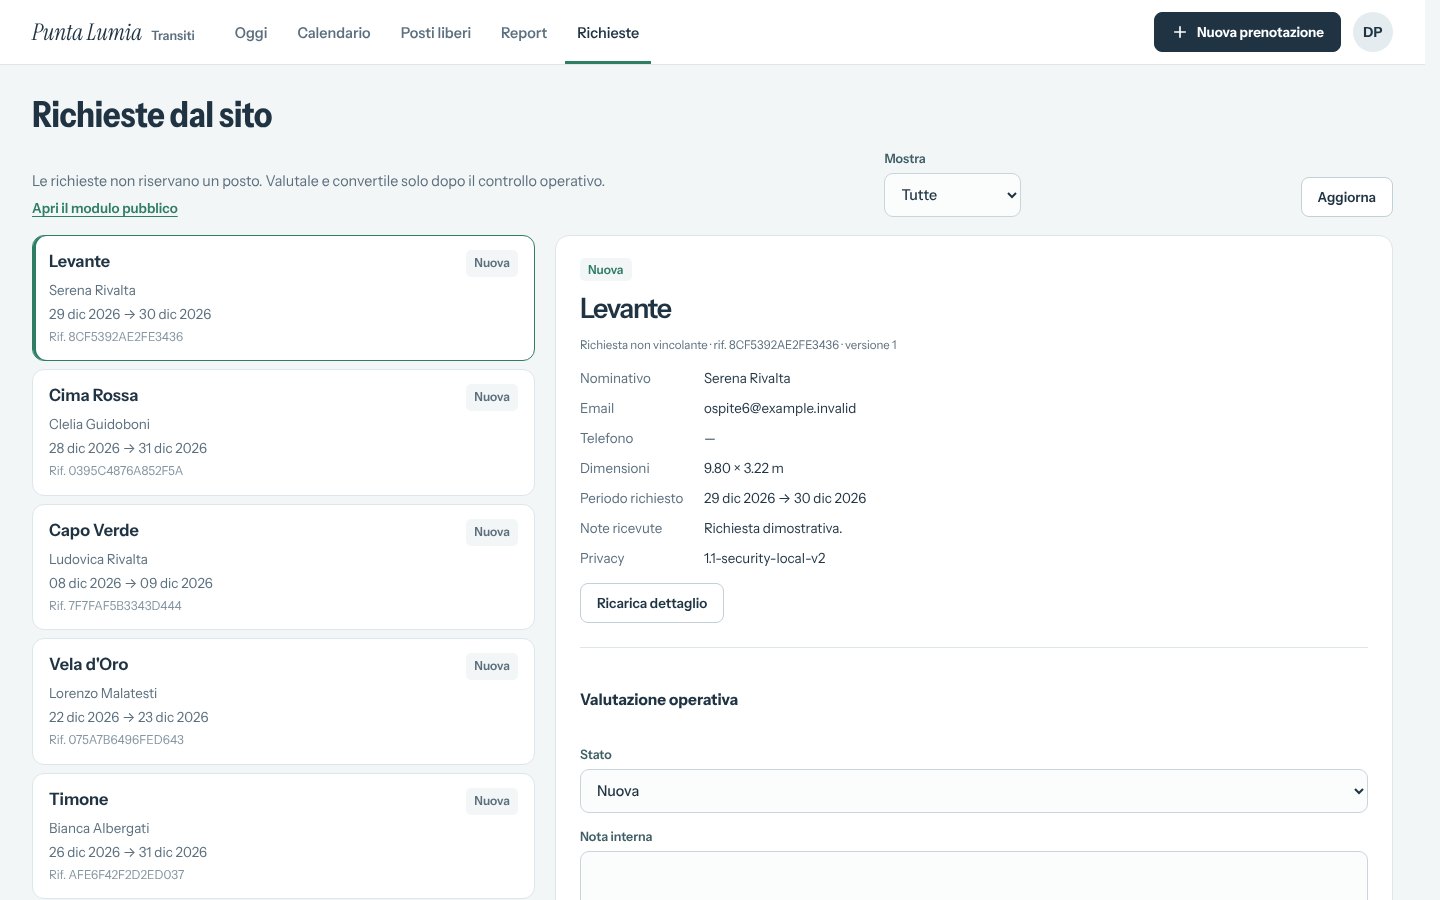 Punta Lumia Transiti Oggi Calendario Posti liberi Report Richieste + Nuova prenotazione DP
Richieste dal sito
Le richieste non riservano un posto. Valutale e convertile solo dopo il controllo operativo.
Apri il modulo pubblico
Mostra
Tutte
Aggiorna
Levante Nuova
Serena Rivalta
29 dic 2026 → 30 dic 2026
Rif. 8CF5392AE2FE3436
Cima Rossa Nuova
Clelia Guidoboni
28 dic 2026 → 31 dic 2026
Rif. 0395C4876A852F5A
Capo Verde Nuova
Ludovica Rivalta
08 dic 2026 → 09 dic 2026
Rif. 7F7FAF5B3343D444
Vela d'Oro Nuova
Lorenzo Malatesti
22 dic 2026 → 23 dic 2026
Rif. 075A7B6496FED643
Timone Nuova
Bianca Albergati
26 dic 2026 → 31 dic 2026
Rif. AFE6F42F2D2ED037
Nuova
Levante
Richiesta non vincolante · rif. 8CF5392AE2FE3436 · versione 1
Nominativo Serena Rivalta
Email ospite6@example.invalid
Telefono —
Dimensioni 9.80 × 3.22 m
Periodo richiesto 29 dic 2026 → 30 dic 2026
Note ricevute Richiesta dimostrativa.
Privacy 1.1-security-local-v2
Ricarica dettaglio
Valutazione operativa
Stato
Nuova
Nota interna